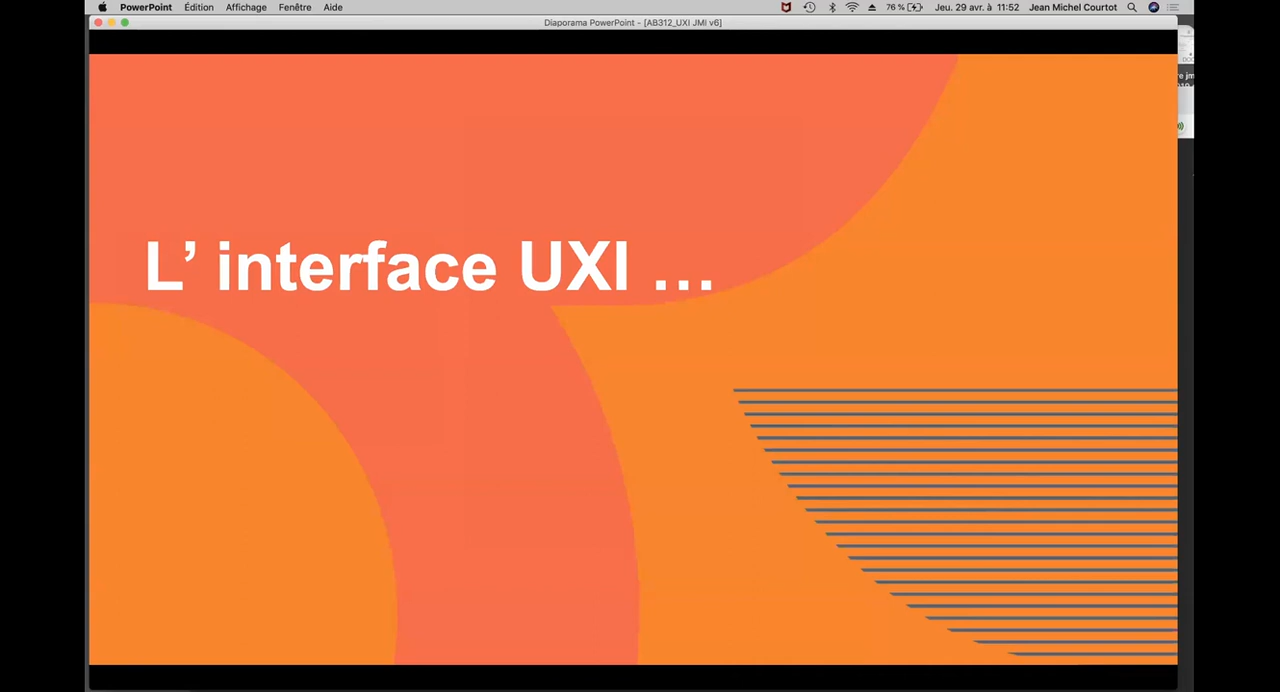 PowerPoint Édition Affichage Fenêtre Aide 76 % Jeu. 29 avr. à 11:52 Jean Michel Courtot
Diaporama PowerPoint - [AB312_UXI JMI v6]
L’ interface UXI …